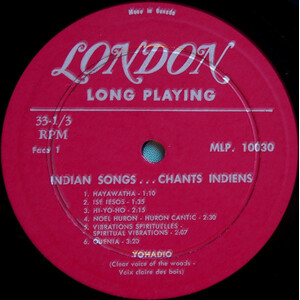 Made in Canada
LONDON
LONG PLAYING
33-1/3
RPM
Face 1
MLP. 10030
INDIAN SONGS... CHANTS INDIENS
1. HAYAWATHA - 1:10
2. ISE IESOS - 1:35
3. HI-YO-HO - 2:15
4. NOEL HURON - HURON CANTIC - 2:30
5. VIBRATIONS SPIRITUELLES
SPIRITUAL VIBRATIONS - 2:07
6. OUENIA - 3:20
YOHADIO
(Clear voice of the woods -
Voix claire des bois)